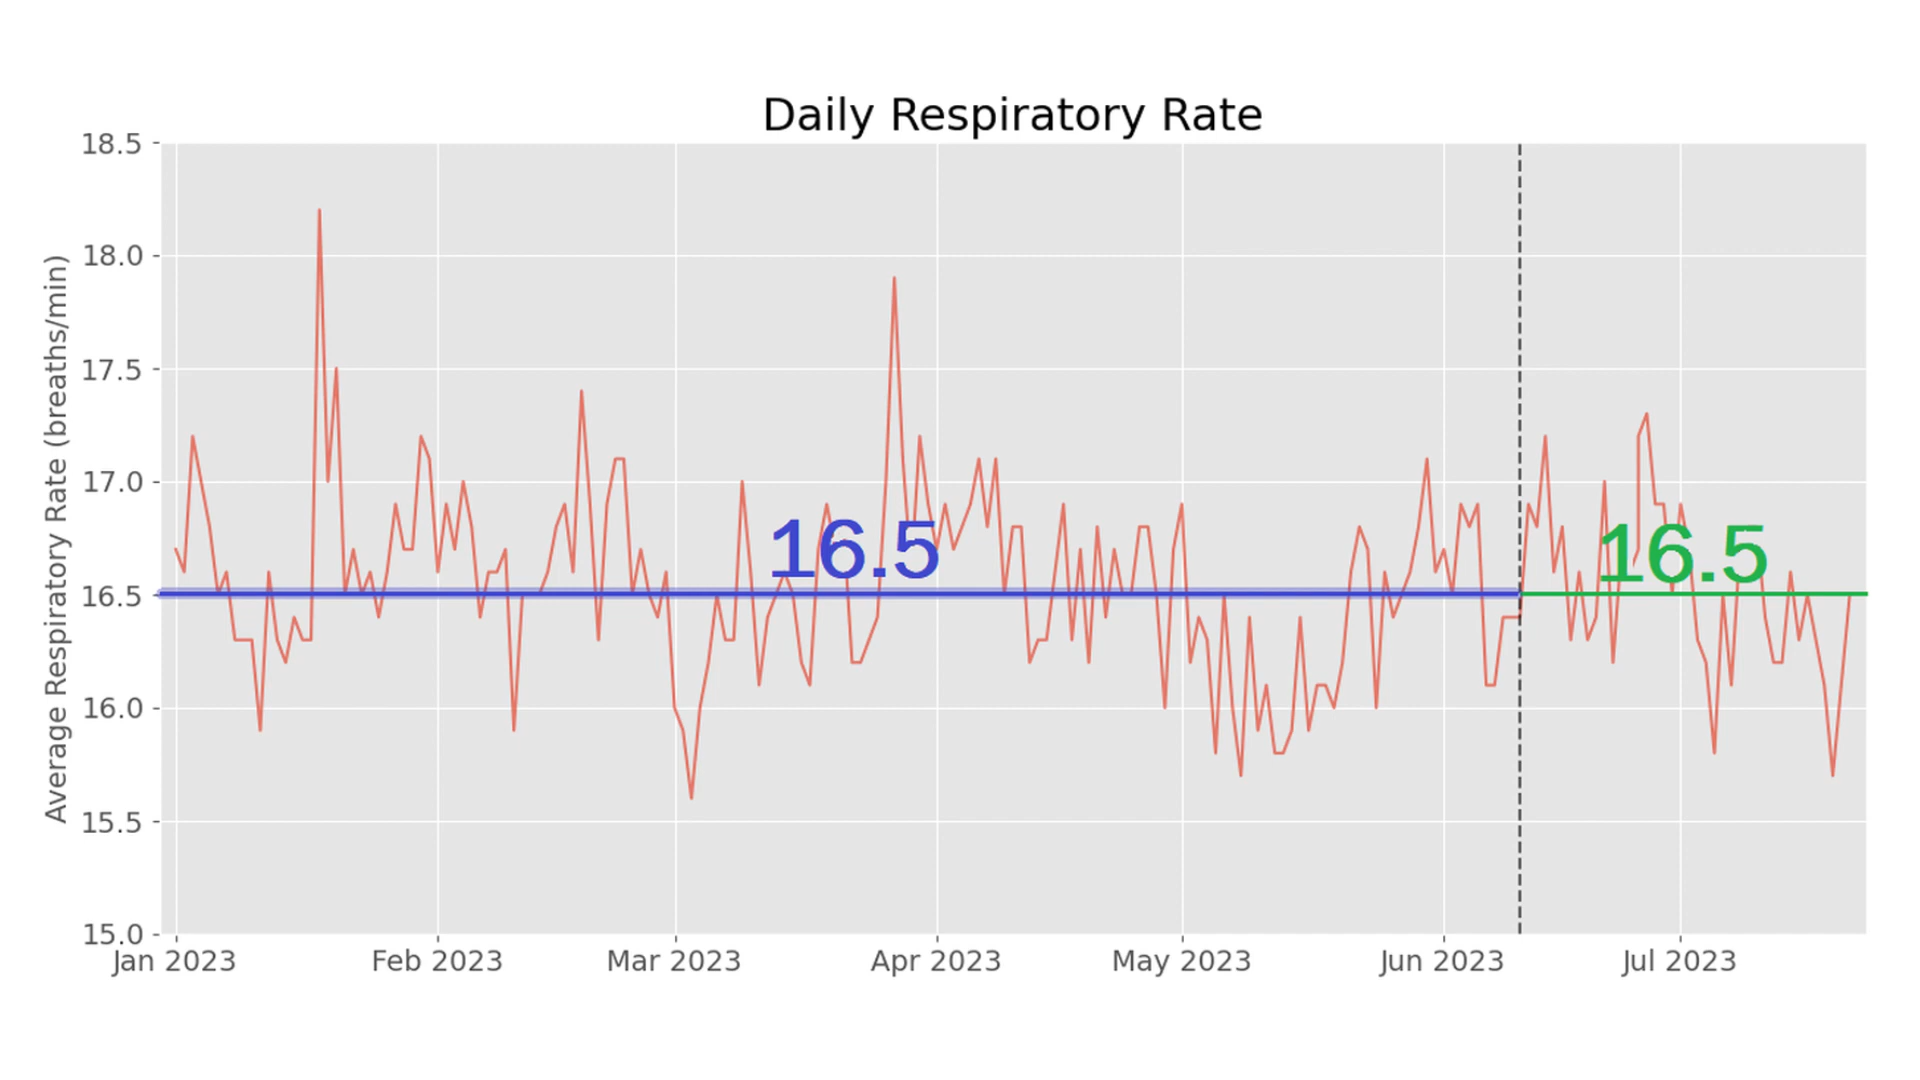 Daily Respiratory Rate
Average Respiratory Rate (breaths/min)
18.5
18.0
17.5
17.0
16.5
16.0
15.5
15.0
16.5
16.5
Jan 2023
Feb 2023
Mar 2023
Apr 2023
May 2023
Jun 2023
Jul 2023